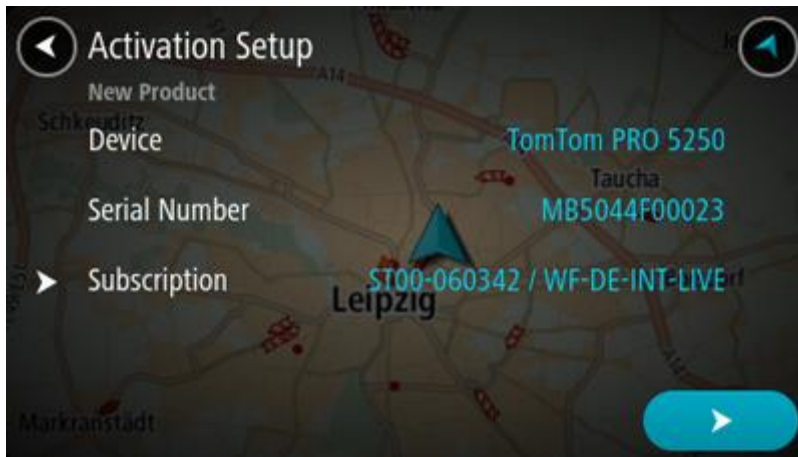 Activation Setup
New Product
A14
Schkeuditz
Device TomTom PRO 5250
Taucha
Serial Number MB5044F00023
Subscription ST00-060342 / WF-DE-INT-LIVE
Leipzig
A14
Markranstädt